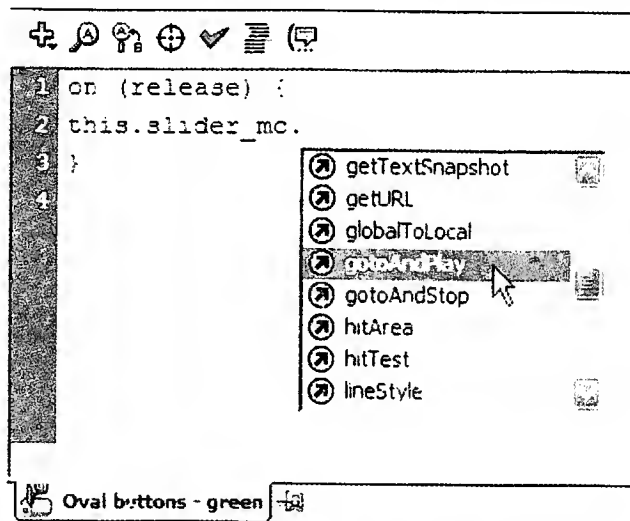 1 on (release) {
2 this.slider_mc.
3 }
4
getTextSnapshot
getURL
globalToLocal
gotoAndPlay
gotoAndStop
hitArea
hitTest
lineStyle
Oval buttons - green